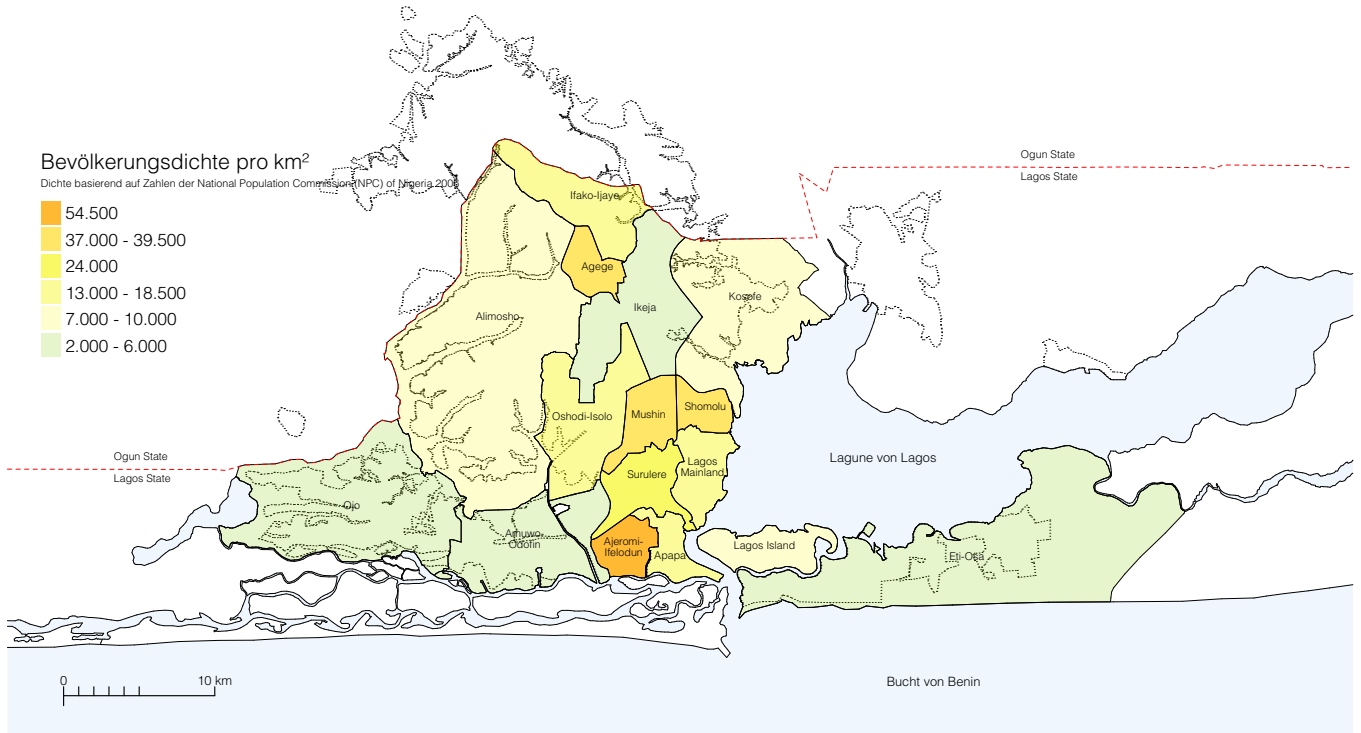 Bevölkerungsdichte pro km²
Dichte basierend auf Zahlen der National Population Commission (NPC) of Nigeria
54.500
37.000 - 39.500
24.000
13.000 - 18.500
7.000 - 10.000
2.000 - 6.000
Ogun State
Lagos State
Ifako-Ijaye
Agege
Kosofe
Ikeja
Alimosho
Oshodi-Isolo
Mushin
Shomolu
Ogun State
Lagos State
Lagune von Lagos
Lagos
Mainland
Surulere
Ojo
Amuwo-
Odofin
Ajeromi-
Ifelodun
Apapa
Lagos Island
Eti-Osa
Bucht von Benin
0
10 km